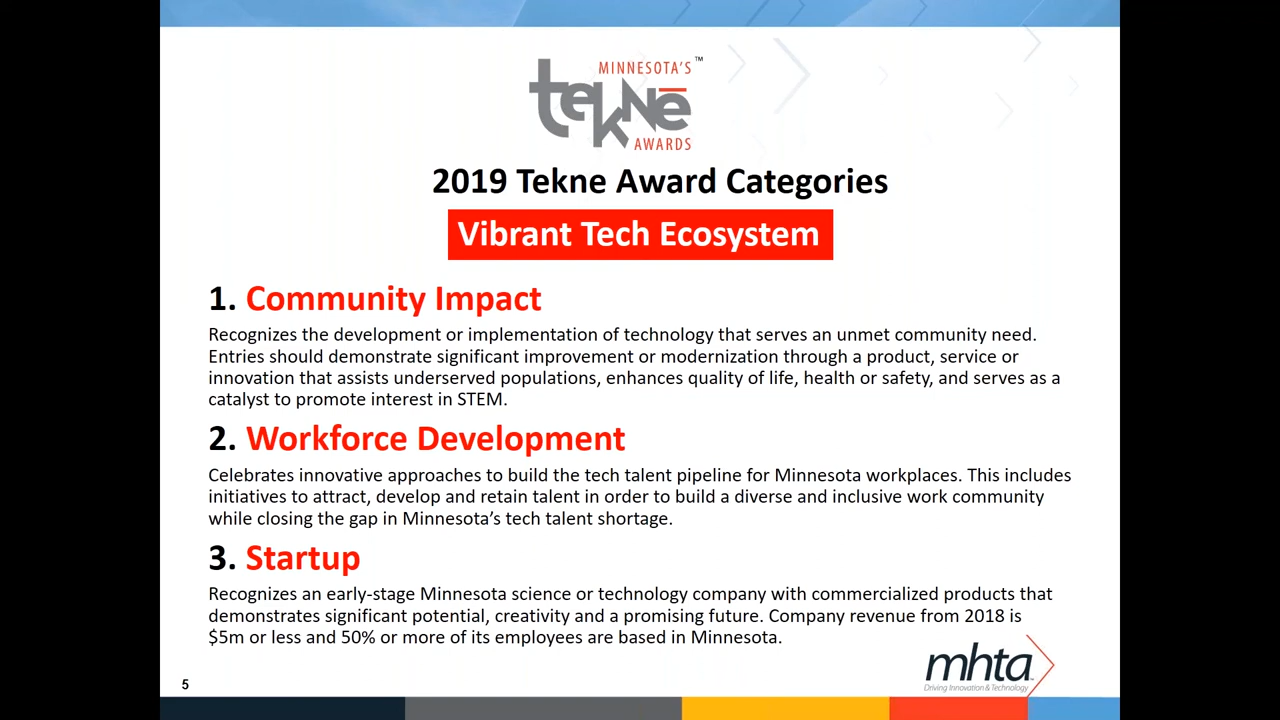 MINNESOTA'S™
teknē
AWARDS
2019 Tekne Award Categories
Vibrant Tech Ecosystem
1. Community Impact
Recognizes the development or implementation of technology that serves an unmet community need.
Entries should demonstrate significant improvement or modernization through a product, service or
innovation that assists underserved populations, enhances quality of life, health or safety, and serves as a
catalyst to promote interest in STEM.
2. Workforce Development
Celebrates innovative approaches to build the tech talent pipeline for Minnesota workplaces. This includes
initiatives to attract, develop and retain talent in order to build a diverse and inclusive work community
while closing the gap in Minnesota’s tech talent shortage.
3. Startup
Recognizes an early-stage Minnesota science or technology company with commercialized products that
demonstrates significant potential, creativity and a promising future. Company revenue from 2018 is
$5m or less and 50% or more of its employees are based in Minnesota.
mhta
Driving Innovation & Technology
5